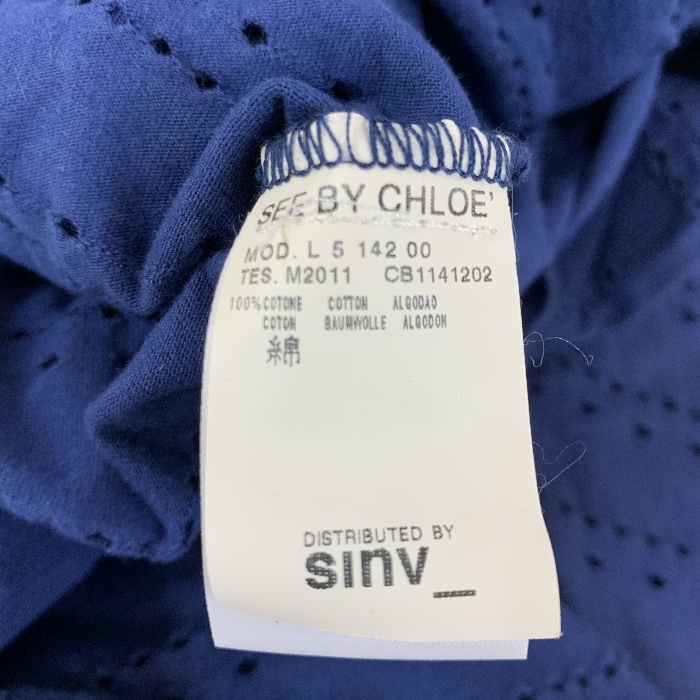 SEE BY CHLOE'
MOD. L 5 142 00
TES. M2011 CB1141202
100%COTONE COTTON ALGODAO
COTON BAUMWOLLE ALGODON
綿
DISTRIBUTED BY
sınv_